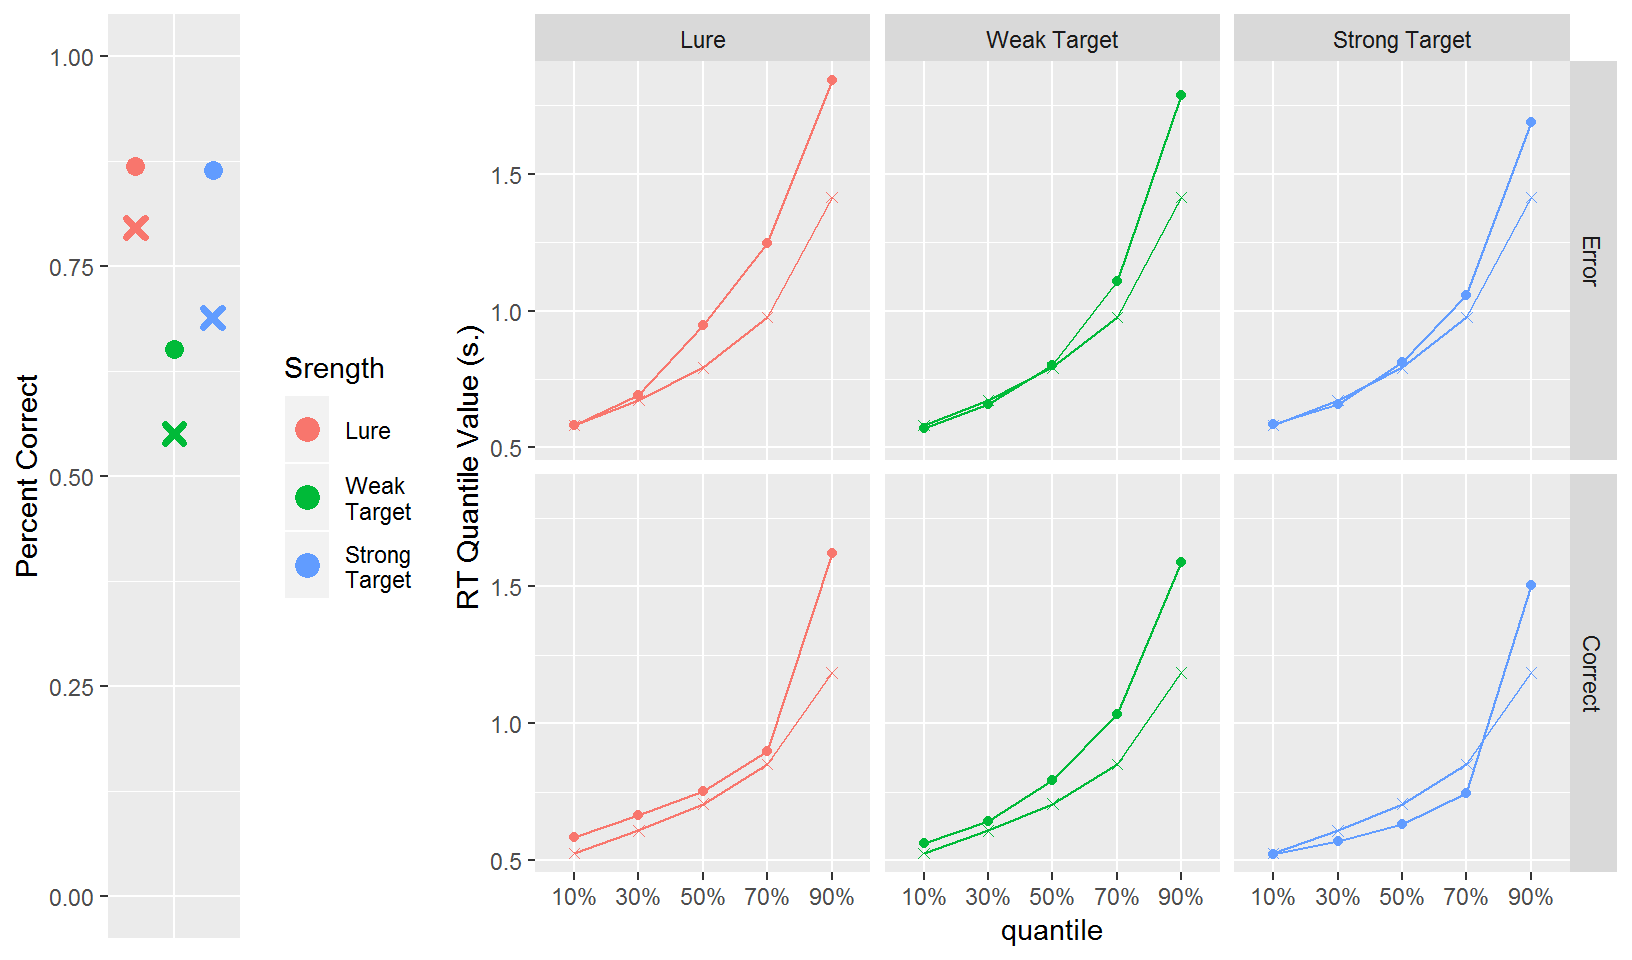 Percent Correct
1.00
0.75
0.50
0.25
0.00
Srength
Lure
Weak
Target
Strong
Target
RT Quantile Value (s.)
Lure
Weak Target
Strong Target
1.5
1.0
0.5
Error
1.5
1.0
0.5
Correct
10% 30% 50% 70% 90%
10% 30% 50% 70% 90%
10% 30% 50% 70% 90%
quantile